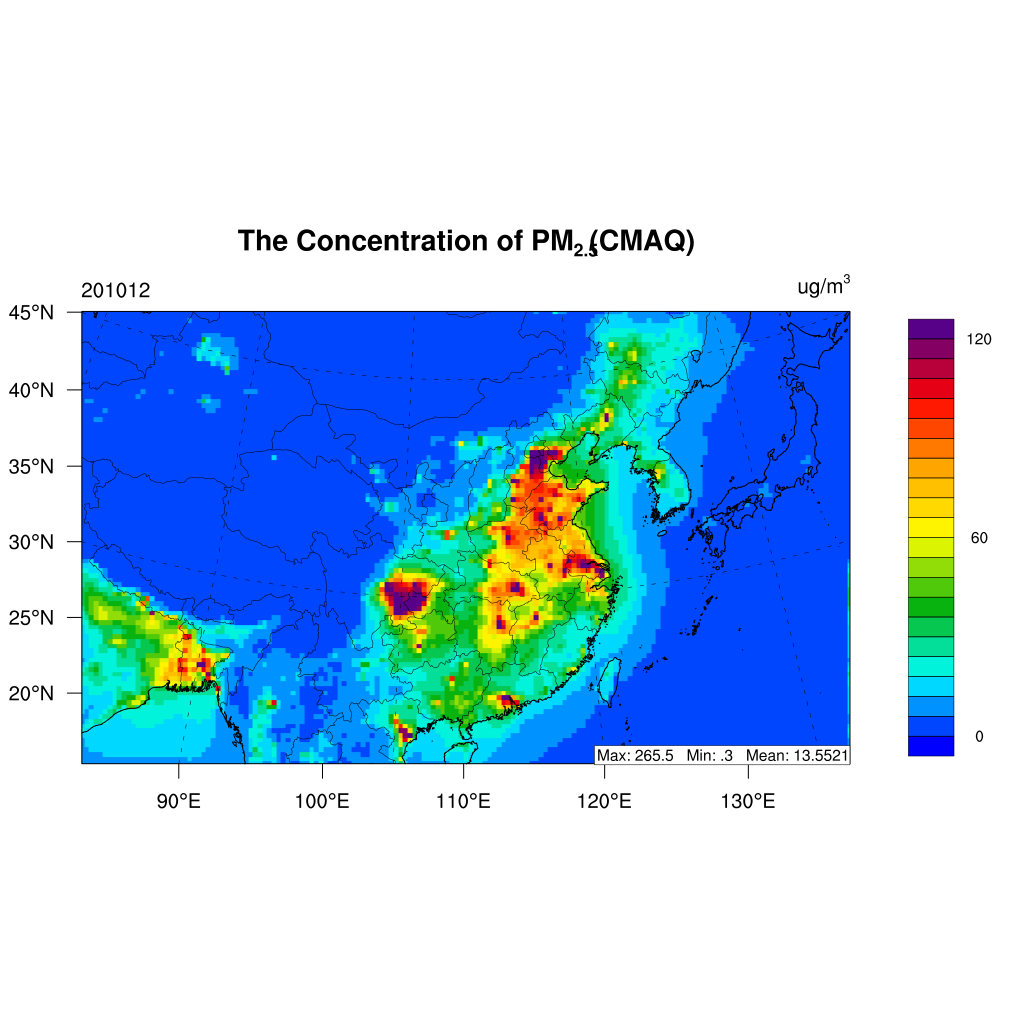 The Concentration of PM2.5(CMAQ)
201012
ug/m3
45°N
40°N
35°N
30°N
25°N
20°N
90°E
100°E
110°E
120°E
130°E
120
60
0
Max: 265.5 Min: .3 Mean: 13.5521